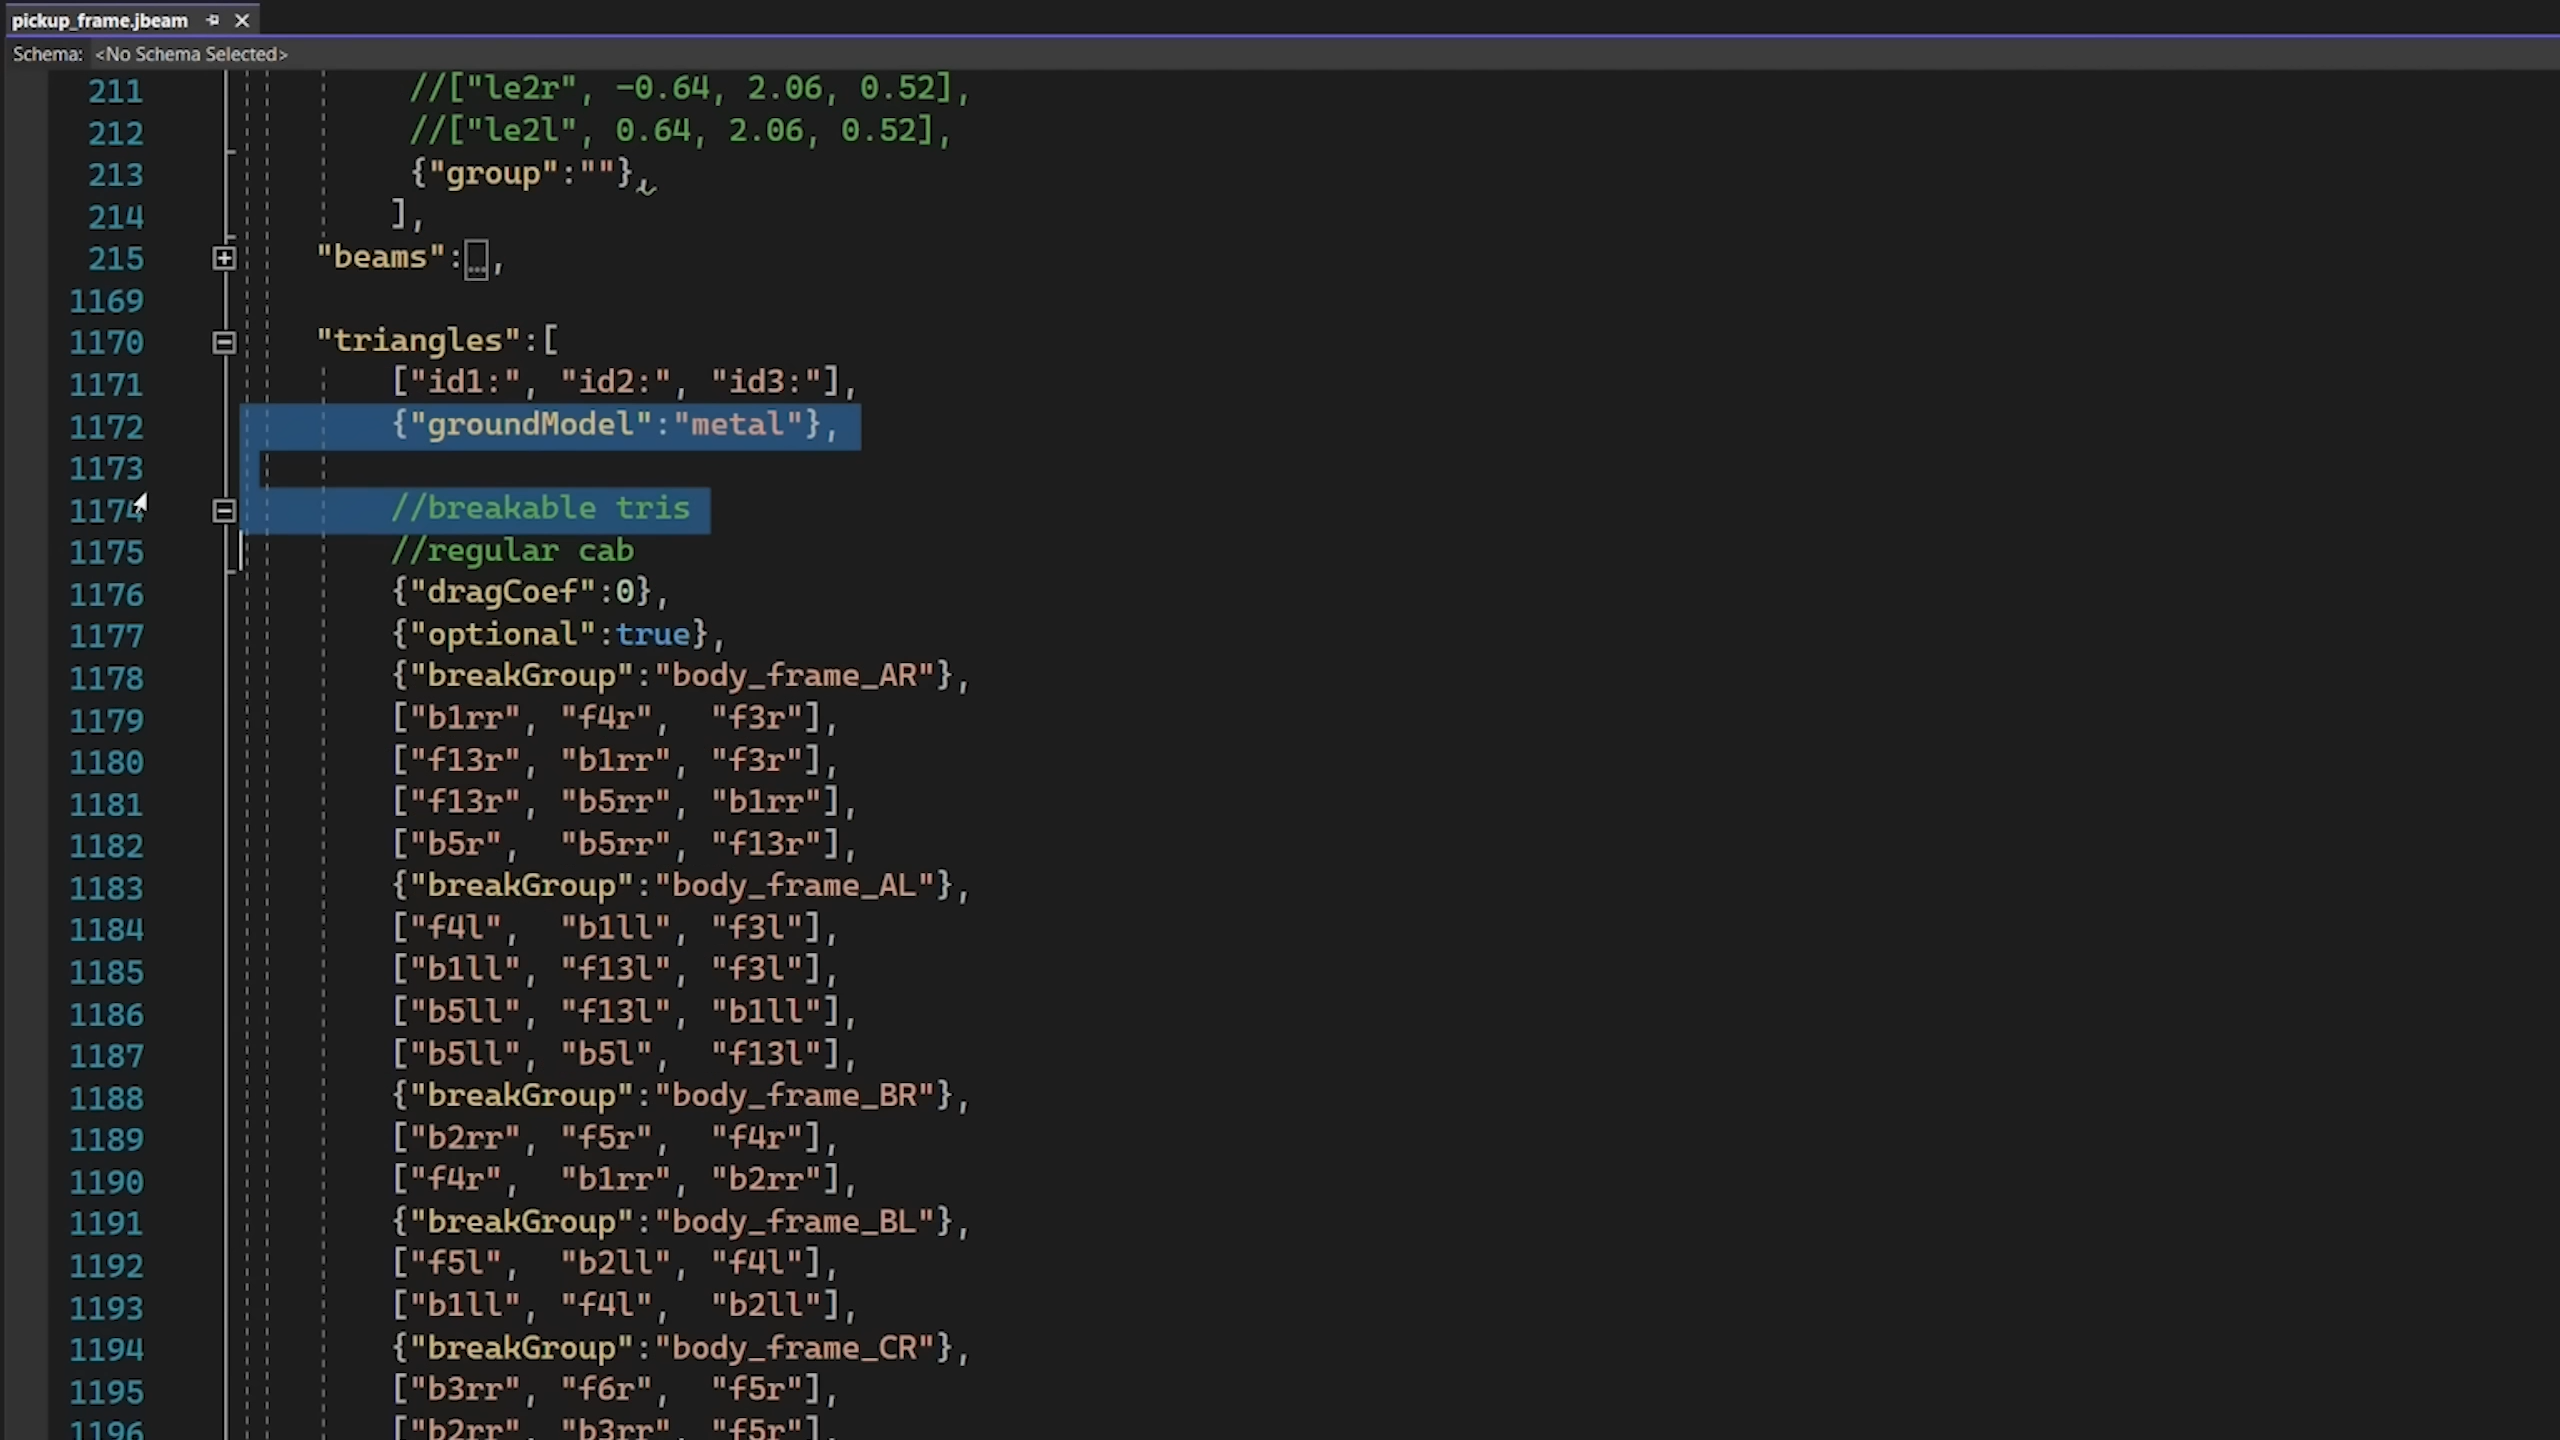 pickup_frame.jbeam
Schema: <No Schema Selected>
211 //["le2r", -0.64, 2.06, 0.52],
212 //["le2l", 0.64, 2.06, 0.52],
213 {"group":""},
214 ],
215 "beams":[...],
1169
1170 "triangles":[
1171 ["id1:", "id2:", "id3:"],
1172 {"groundModel":"metal"},
1173
1174 //breakable tris
1175 //regular cab
1176 {"dragCoef":0},
1177 {"optional":true},
1178 {"breakGroup":"body_frame_AR"},
1179 ["b1rr", "f4r", "f3r"],
1180 ["f13r", "b1rr", "f3r"],
1181 ["f13r", "b5rr", "b1rr"],
1182 ["b5r", "b5rr", "f13r"],
1183 {"breakGroup":"body_frame_AL"},
1184 ["f4l", "b1ll", "f3l"],
1185 ["b1ll", "f13l", "f3l"],
1186 ["b5ll", "f13l", "b1ll"],
1187 ["b5ll", "b5l", "f13l"],
1188 {"breakGroup":"body_frame_BR"},
1189 ["b2rr", "f5r", "f4r"],
1190 ["f4r", "b1rr", "b2rr"],
1191 {"breakGroup":"body_frame_BL"},
1192 ["f5l", "b2ll", "f4l"],
1193 ["b1ll", "f4l", "b2ll"],
1194 {"breakGroup":"body_frame_CR"},
1195 ["b3rr", "f6r", "f5r"],
1196 ["b2rr", "b3rr", "f5r"],